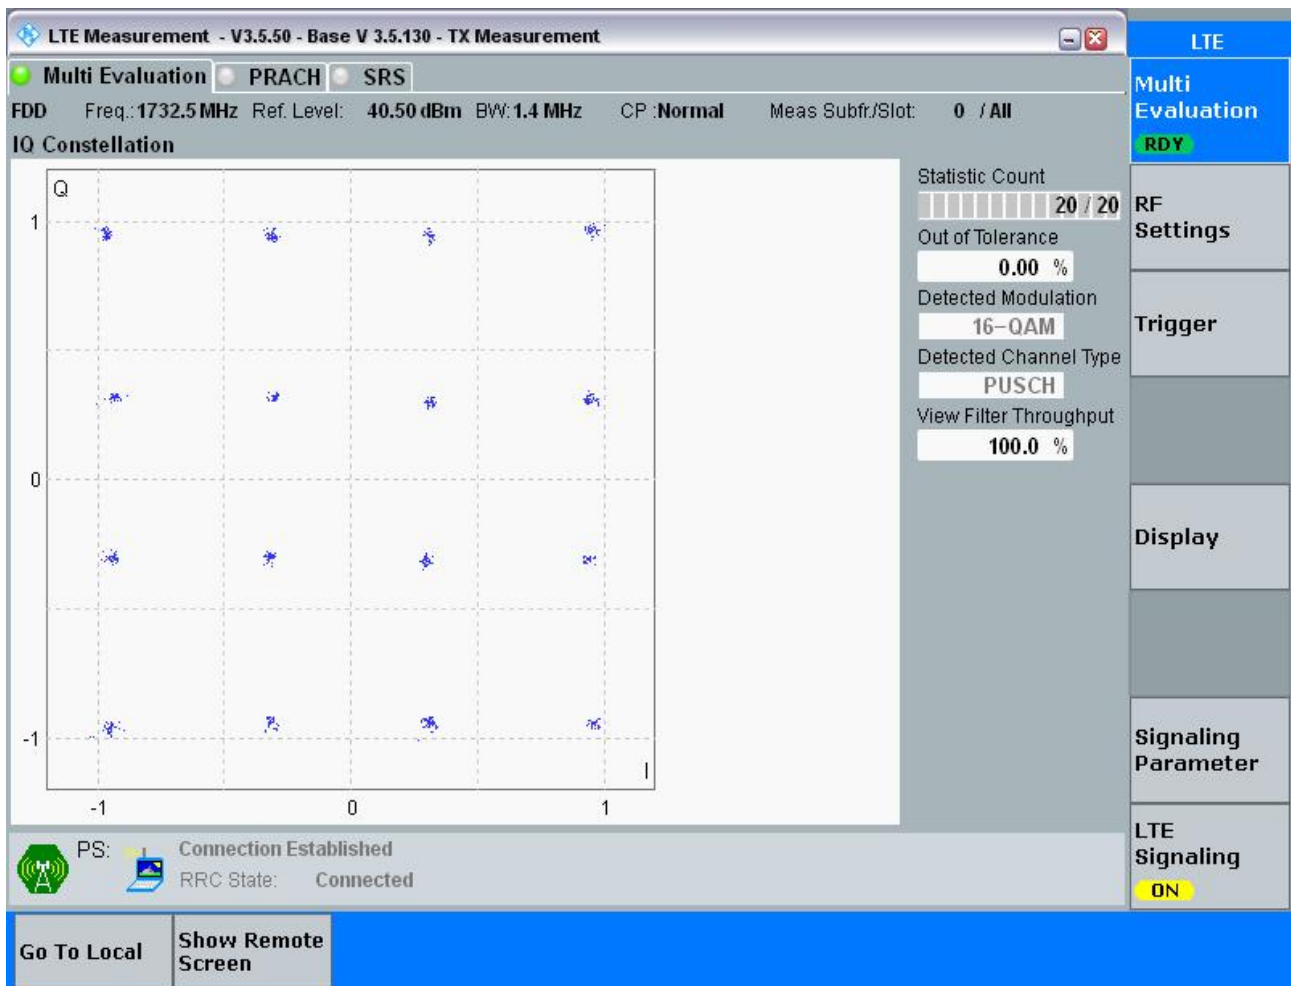 LTE Measurement - V3.5.50 - Base V 3.5.130 - TX Measurement
LTE
Multi Evaluation PRACH SRS
FDD Freq.:1732.5 MHz Ref. Level: 40.50 dBm BW:1.4 MHz CP :Normal Meas Subfr./Slot: 0 / All
IQ Constellation
Q
1
0
-1
I
-1 0 1
Statistic Count
20 / 20
Out of Tolerance
0.00 %
Detected Modulation
16-QAM
Detected Channel Type
PUSCH
View Filter Throughput
100.0 %
Multi
Evaluation
RDY
RF
Settings
Trigger
Display
Signaling
Parameter
LTE
Signaling
ON
PS: Connection Established
RRC State: Connected
Go To Local
Show Remote
Screen